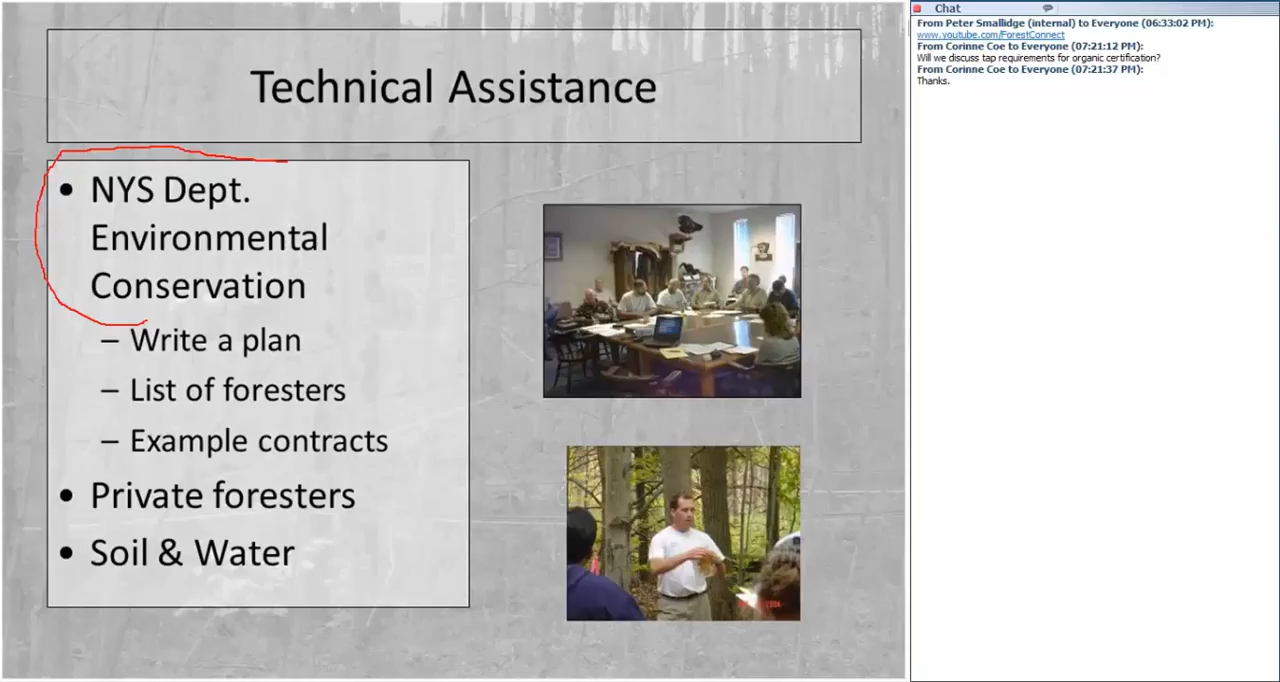 Technical Assistance
• NYS Dept.
Environmental
Conservation
– Write a plan
– List of foresters
– Example contracts
• Private foresters
• Soil & Water
Chat
From Peter Smallidge (internal) to Everyone (06:33:02 PM):
www.youtube.com/ForestConnect
From Corinne Coe to Everyone (07:21:12 PM):
Will we discuss tap requirements for organic certification?
From Corinne Coe to Everyone (07:21:37 PM):
Thanks.